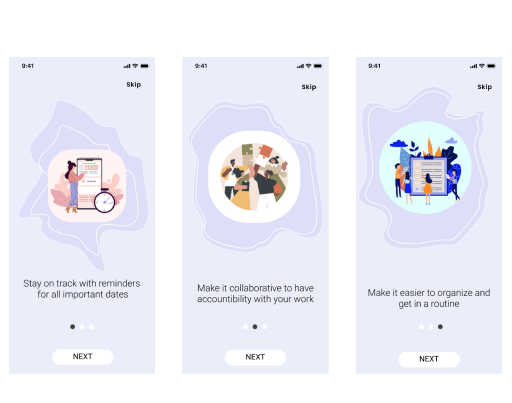 9:41
Skip
Stay on track with reminders
for all important dates
NEXT
9:41
Skip
Make it collaborative to have
accountibility with your work
NEXT
9:41
Skip
Make it easier to organize and
get in a routine
NEXT